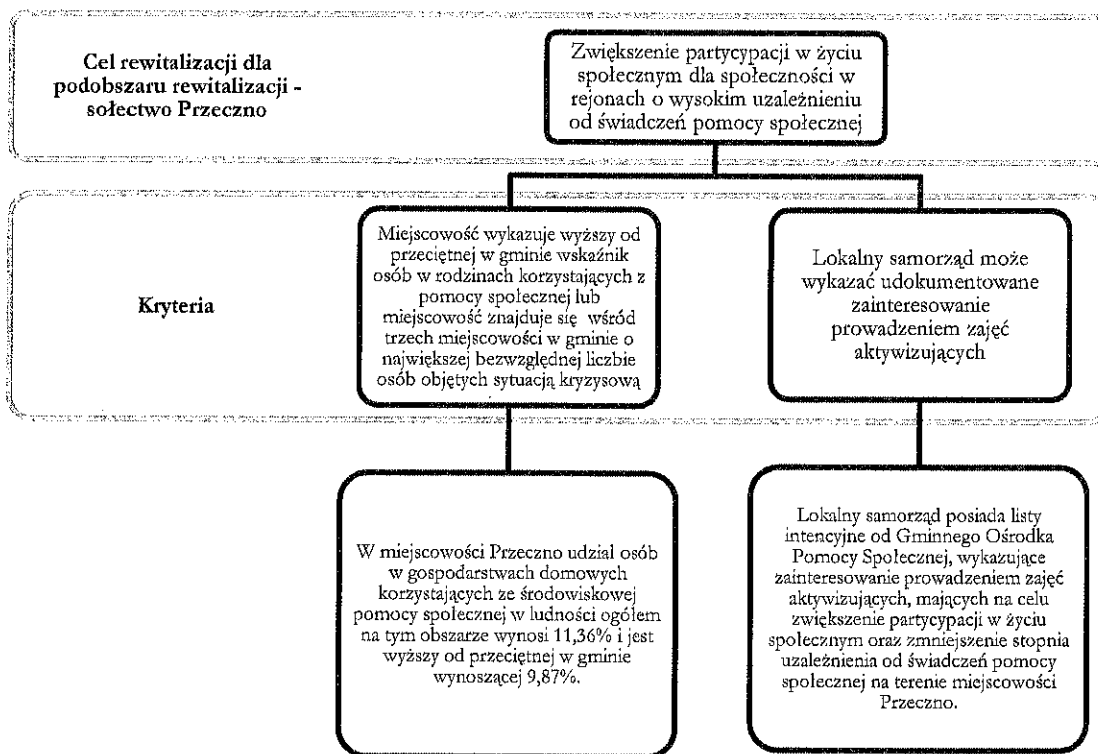 Cel rewitalizacji dla
podobszaru rewitalizacji -
sołectwo Przeczno
Zwiększenie partycypacji w życiu
społecznym dla społeczności w
rejonach o wysokim uzależnieniu
od świadczeń pomocy społecznej
Kryteria
Miejscowość wykazuje wyższy od
przeciętnej w gminie wskaźnik
osób w rodzinach korzystających z
pomocy społecznej lub
miejscowość znajduje się wśród
trzech miejscowości w gminie o
największej bezwzględnej liczbie
osób objętych sytuacją kryzysową
Lokalny samorząd może
wykazać udokumentowane
zainteresowanie
prowadzeniem zajęć
aktywizujących
W miejscowości Przeczno udział osób
w gospodarstwach domowych
korzystających ze środowiskowej
pomocy społecznej w ludności ogółem
na tym obszarze wynosi 11,36% i jest
wyższy od przeciętnej w gminie
wynoszącej 9,87%.
Lokalny samorząd posiada listy
intencyjne od Gminnego Ośrodka
Pomocy Społecznej, wykazujące
zainteresowanie prowadzeniem zajęć
aktywizujących, mających na celu
zwiększenie partycypacji w życiu
społecznym oraz zmniejszenie stopnia
uzależnienia od świadczeń pomocy
społecznej na terenie miejscowości
Przeczno.